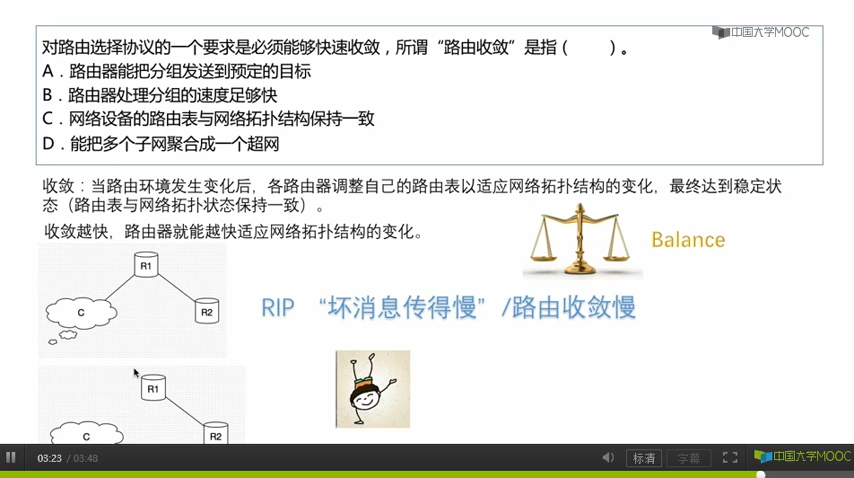 中国大学MOOC
对路由选择协议的一个要求是必须能够快速收敛，所谓“路由收敛”是指（　　）。
A．路由器能把分组发送到预定的目标
B．路由器处理分组的速度足够快
C．网络设备的路由表与网络拓扑结构保持一致
D．能把多个子网聚合成一个超网
收敛：当路由环境发生变化后，各路由器调整自己的路由表以适应网络拓扑结构的变化，最终达到稳定状
态（路由表与网络拓扑状态保持一致）。
收敛越快，路由器就能越快适应网络拓扑结构的变化。
Balance
R1
C
R2
RIP “坏消息传得慢” /路由收敛慢
R1
C
R2
03:23 / 03:48
标清
字幕
中国大学MOOC